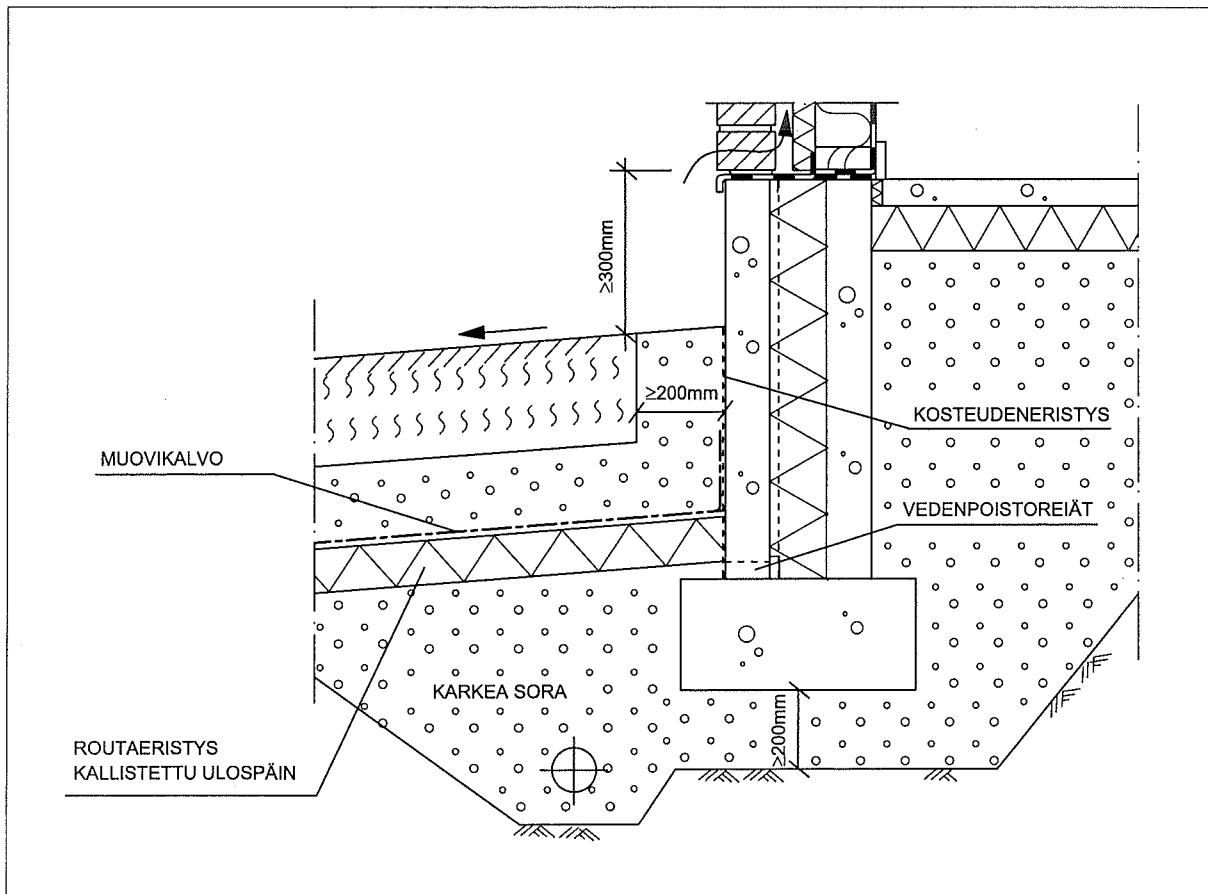 ≥300mm
≥200mm
KOSTEUDENERISTYS
MUOVIKALVO
VEDENPOISTOREIÄT
KARKEA SORA
≥200mm
ROUTAERISTYS
KALLISTETTU ULOSPÄIN